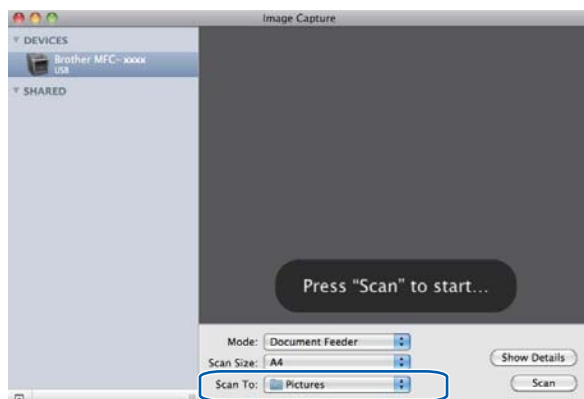 Image Capture
DEVICES
Brother MFC-xxxx
USB
SHARED
Press “Scan” to start...
Mode: Document Feeder
Scan Size: A4
Show Details
Scan To: Pictures
Scan